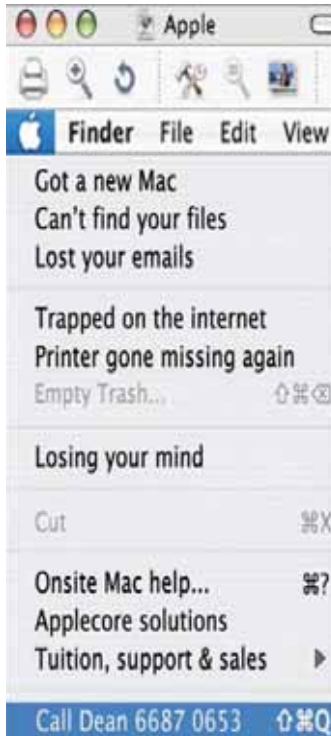 Apple
Finder File Edit View
Got a new Mac
Can't find your files
Lost your emails
Trapped on the internet
Printer gone missing again
Empty Trash... ⇧⌘⌫
Losing your mind
Cut ⌘X
Onsite Mac help... ⌘?
Applecore solutions
Tuition, support & sales ▶
Call Dean 6687 0653 ⇧⌘Q